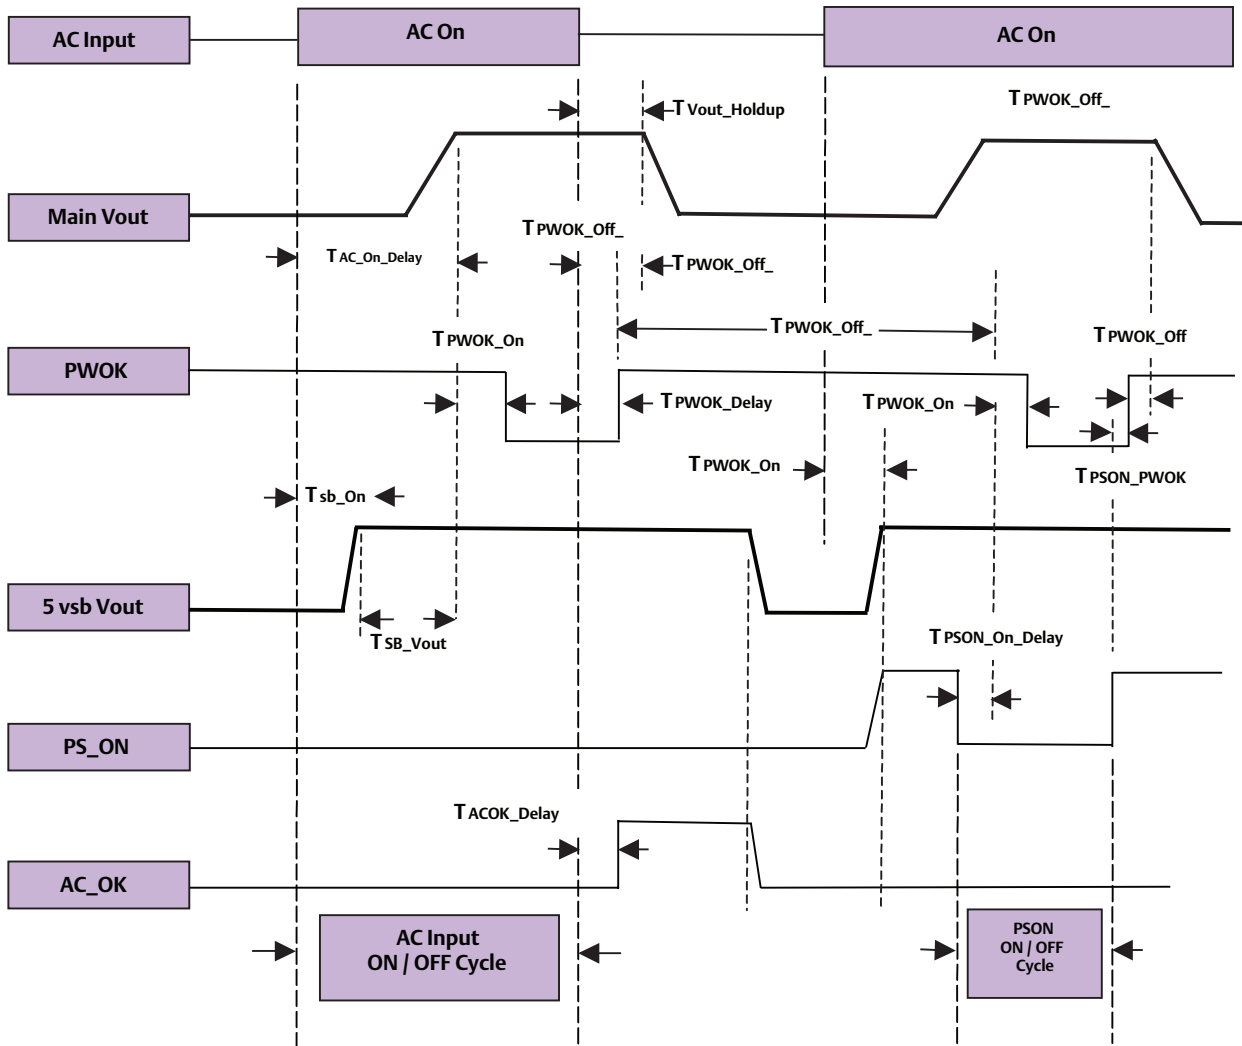 AC Input
AC On
AC On
T Vout_Holdup
T PWOK_Off_
Main Vout
T PWOK_Off_
T AC_On_Delay
T PWOK_Off_
T PWOK_On
T PWOK_Off_
T PWOK_Off
PWOK
T PWOK_Delay
T PWOK_On
T PWOK_On
T PSON_PWOK
T sb_On
5 vsb Vout
T SB_Vout
T PSON_On_Delay
PS_ON
T ACOK_Delay
AC_OK
AC Input
ON / OFF Cycle
PSON
ON / OFF
Cycle